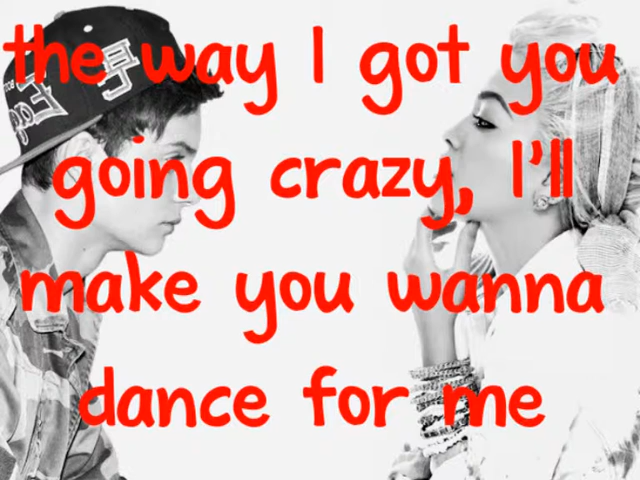 the way I got you
going crazy, I'll
make you wanna
dance for me